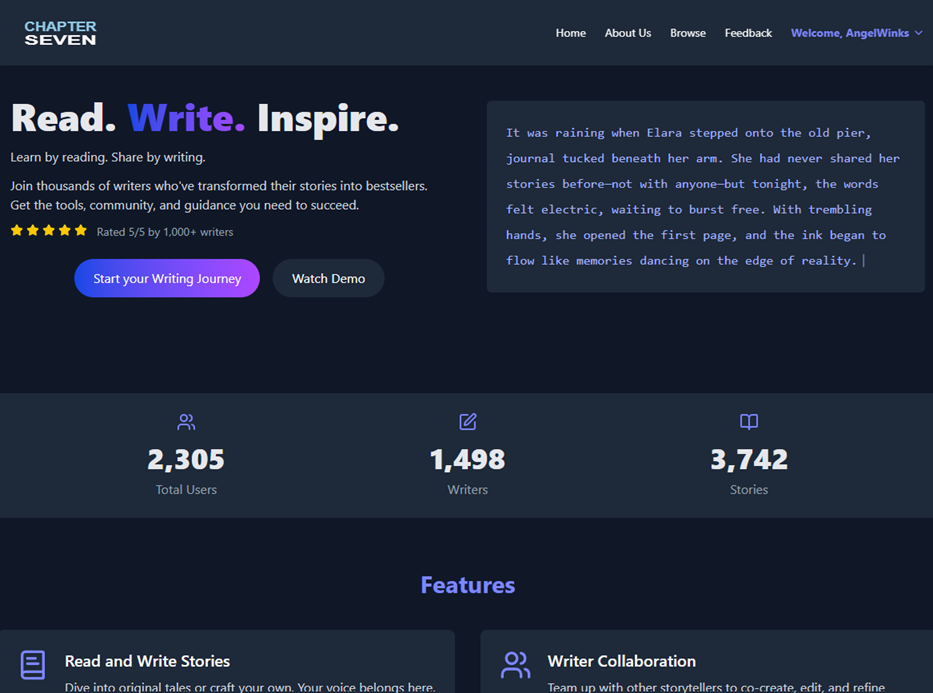 CHAPTER
SEVEN
Home About Us Browse Feedback Welcome, AngelWinks
Read. Write. Inspire.
Learn by reading. Share by writing.
Join thousands of writers who've transformed their stories into bestsellers.
Get the tools, community, and guidance you need to succeed.
Rated 5/5 by 1,000+ writers
Start your Writing Journey Watch Demo
It was raining when Elara stepped onto the old pier,
journal tucked beneath her arm. She had never shared her
stories before—not with anyone—but tonight, the words
felt electric, waiting to burst free. With trembling
hands, she opened the first page, and the ink began to
flow like memories dancing on the edge of reality. |
2,305
Total Users
1,498
Writers
3,742
Stories
Features
Read and Write Stories
Dive into original tales or craft your own. Your voice belongs here.
Writer Collaboration
Team up with other storytellers to co-create, edit, and refine